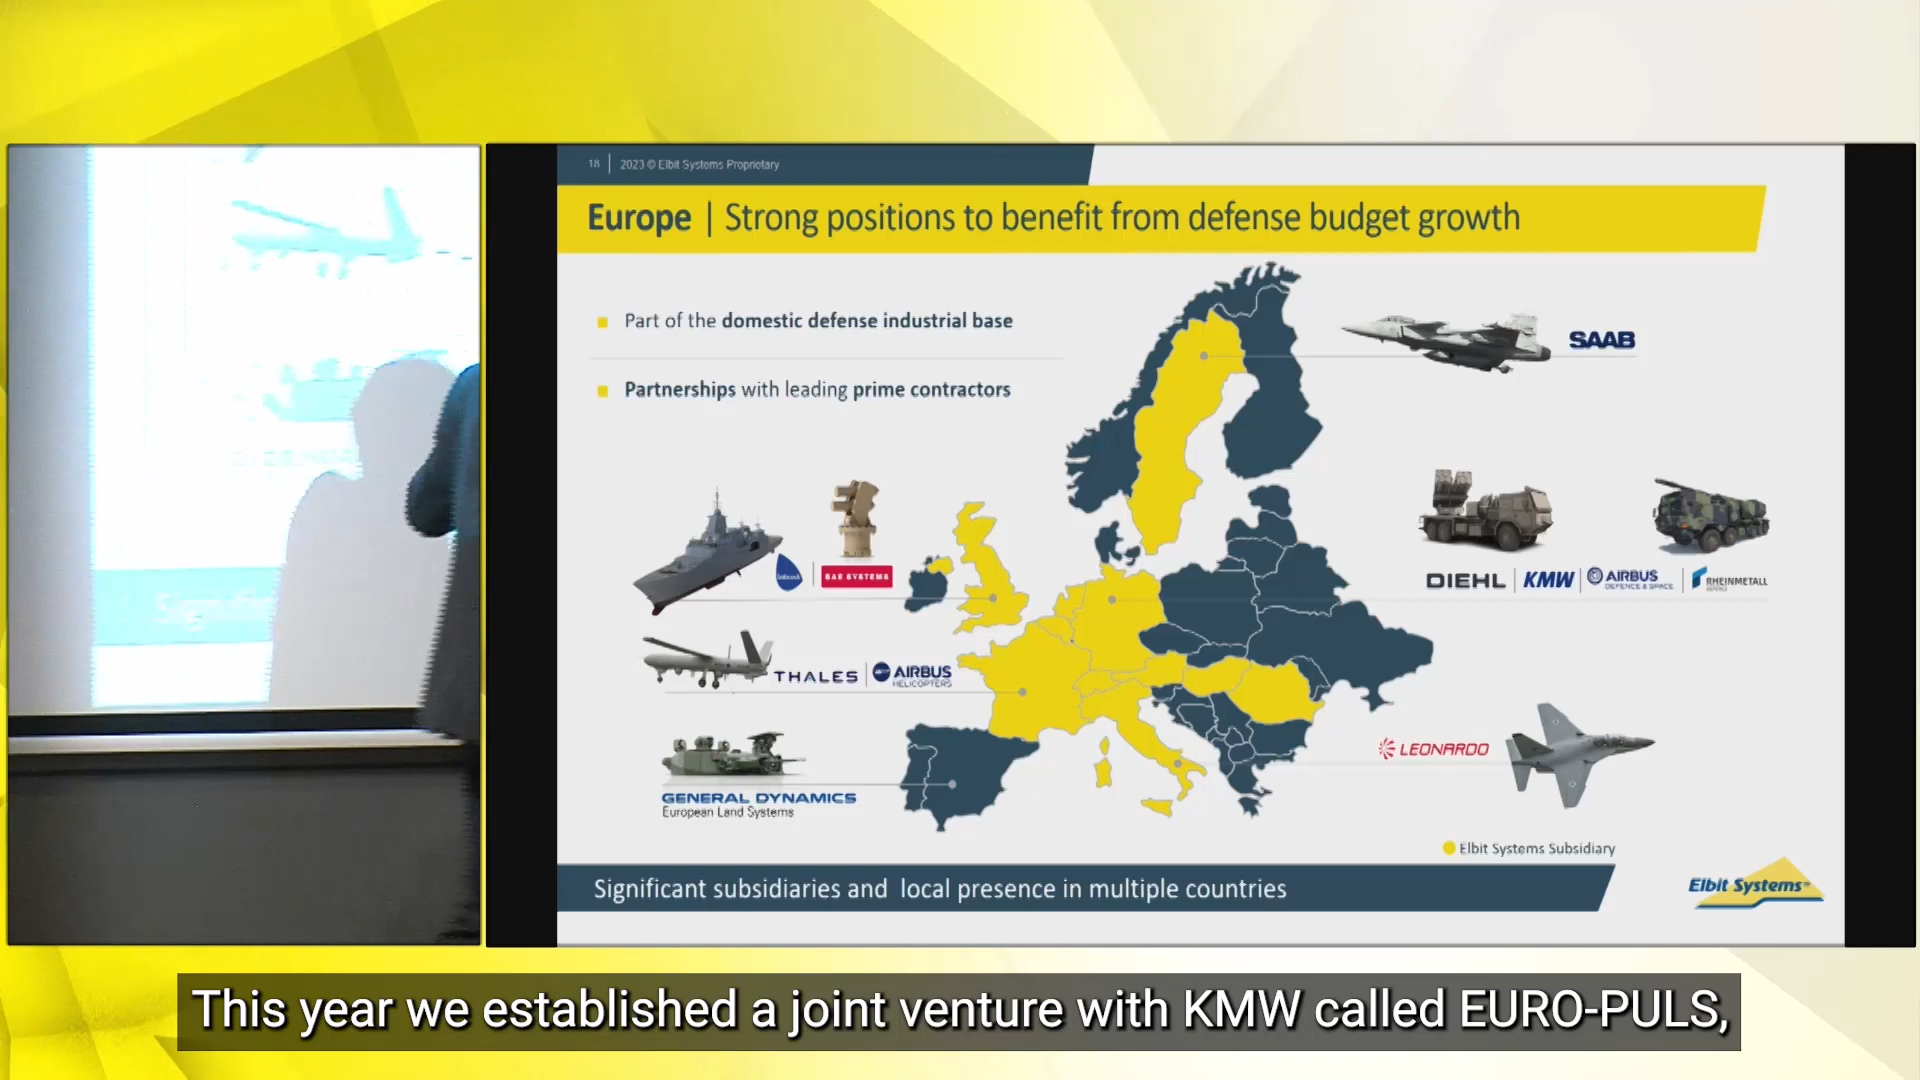 18 | 2023 © Elbit Systems Proprietary
Europe | Strong positions to benefit from defense budget growth
Part of the domestic defense industrial base
Partnerships with leading prime contractors
SAAB
BAE SYSTEMS
DIEHL | KMW | AIRBUS DEFENCE & SPACE | RHEINMETALL
THALES | AIRBUS HELICOPTERS
LEONARDO
GENERAL DYNAMICS
European Land Systems
Elbit Systems Subsidiary
Significant subsidiaries and local presence in multiple countries
Elbit Systems™
This year we established a joint venture with KMW called EURO-PULS,